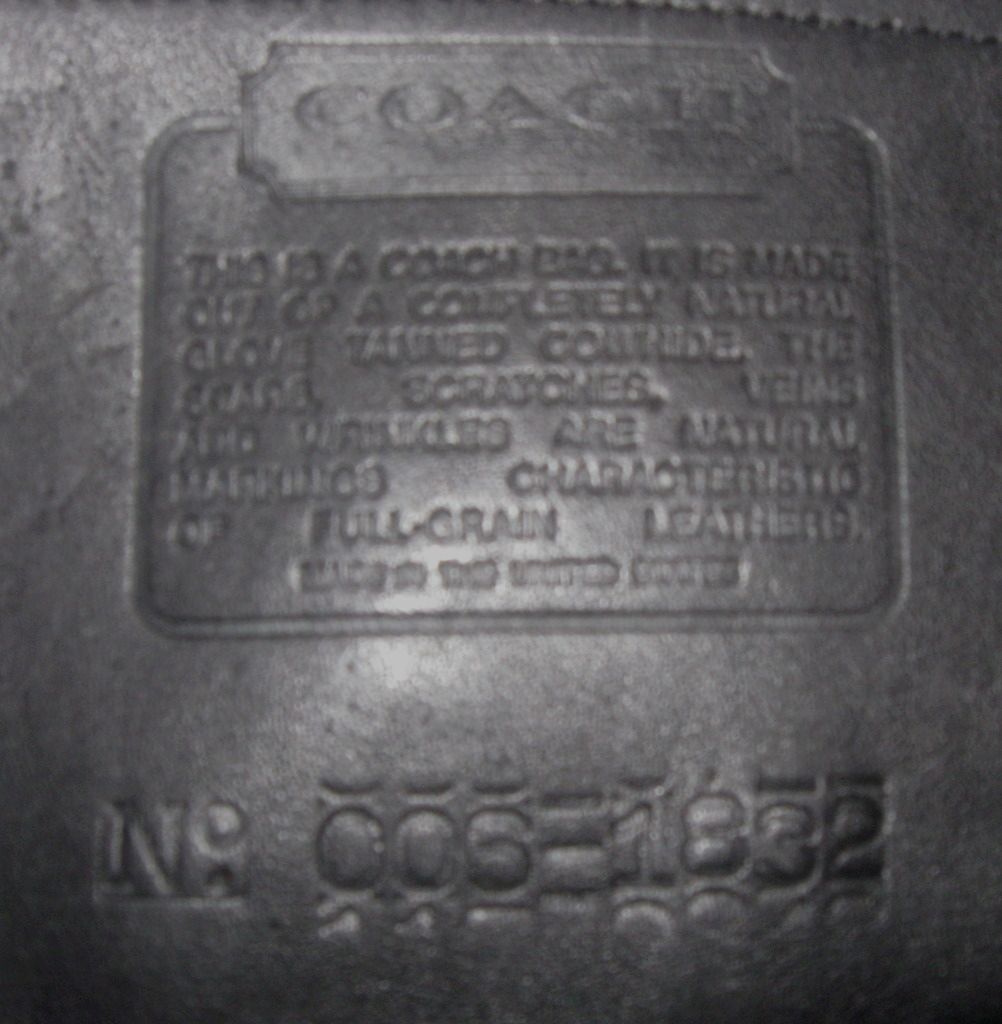 COACH
THIS IS A COACH BAG. IT IS MADE
OUT OF A COMPLETELY NATURAL
GLOVE TANNED COWHIDE. THE
SCARS, SCRATCHES, VEINS
AND WRINKLES ARE NATURAL
MARKINGS CHARACTERISTIC
OF FULL-GRAIN LEATHERS.
MADE IN THE UNITED STATES
No. 006-1832